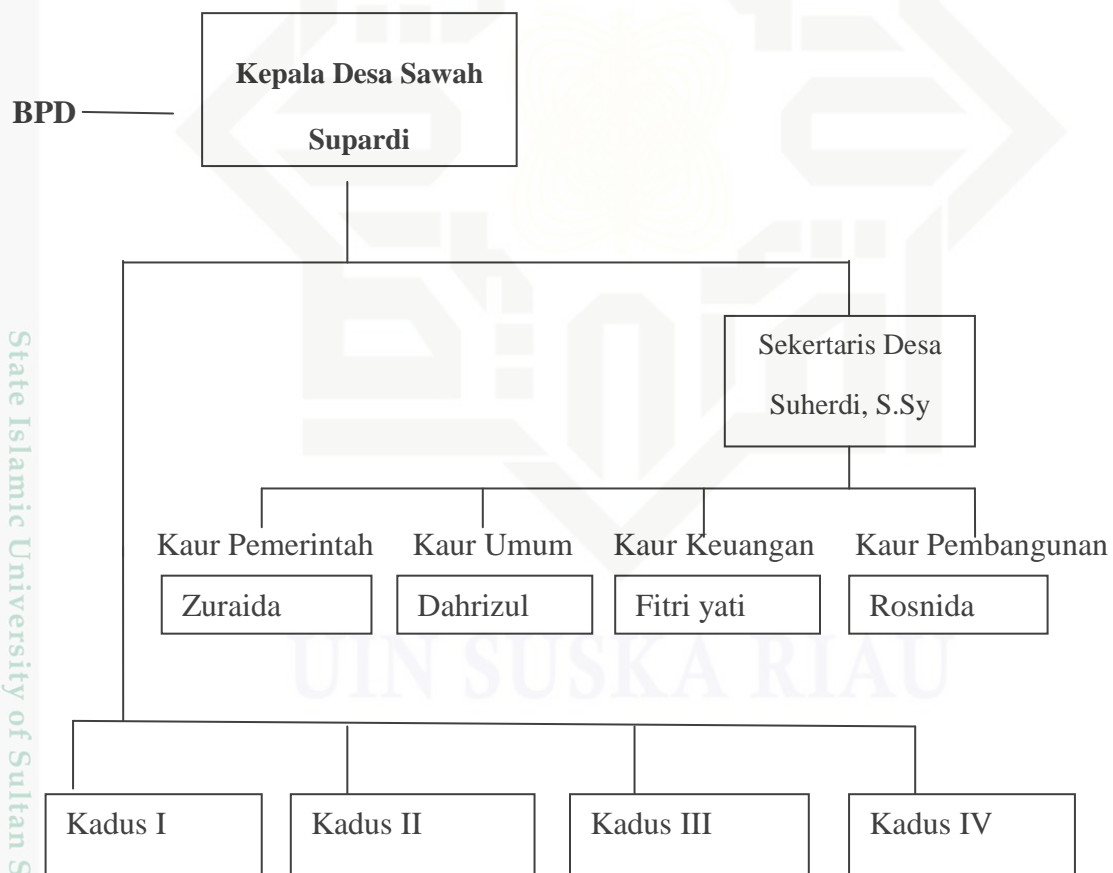 Kepala Desa Sawah
BPD
Supardi
Sekertaris Desa
Suherdi, S.Sy
Kaur Pemerintah
Kaur Umum
Kaur Keuangan
Kaur Pembangunan
Zuraida
Dahrizul
Fitri yati
Rosnida
UIN SUSKA RIAU
Kadus I
Kadus II
Kadus III
Kadus IV
State Islamic University of Sultan S